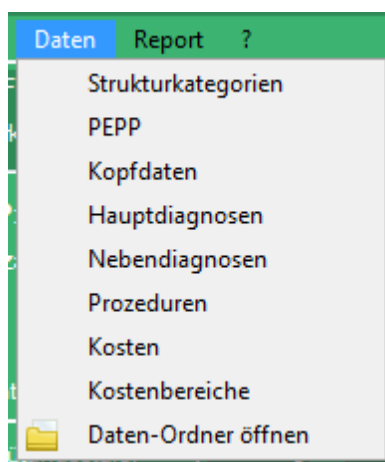 Daten Report ?
Strukturkategorien
PEPP
Kopfdaten
Hauptdiagnosen
Nebendiagnosen
Prozeduren
Kosten
Kostenbereiche
Daten-Ordner öffnen